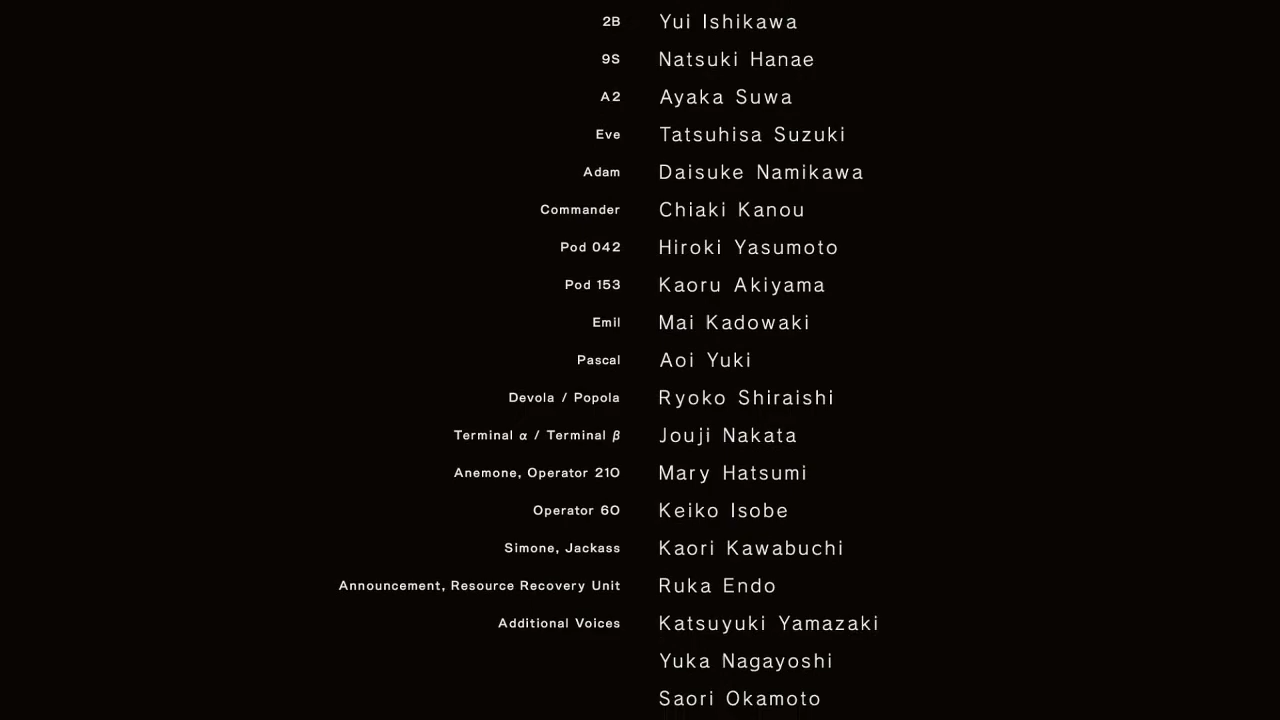 2B Yui Ishikawa
9S Natsuki Hanae
A2 Ayaka Suwa
Eve Tatsuhisa Suzuki
Adam Daisuke Namikawa
Commander Chiaki Kanou
Pod 042 Hiroki Yasumoto
Pod 153 Kaoru Akiyama
Emil Mai Kadowaki
Pascal Aoi Yuki
Devola / Popola Ryoko Shiraishi
Terminal α / Terminal β Jouji Nakata
Anemone, Operator 21O Mary Hatsumi
Operator 6O Keiko Isobe
Simone, Jackass Kaori Kawabuchi
Announcement, Resource Recovery Unit Ruka Endo
Additional Voices Katsuyuki Yamazaki
Yuka Nagayoshi
Saori Okamoto